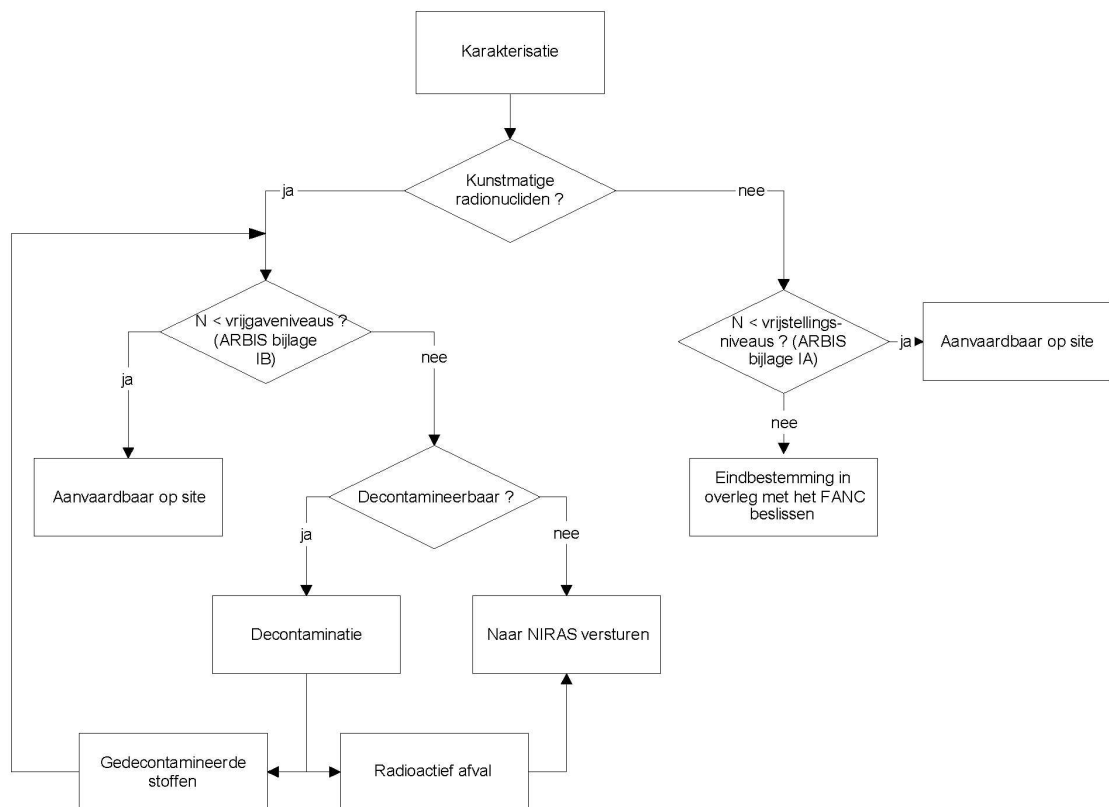 Karakterisatie
Kunstmatige
radionucliden ?
ja
nee
N < vrijgaveniveaus ?
(ARBIS bijlage
IB)
N < vrijstellings-
niveaus ? (ARBIS
bijlage IA)
ja
Aanvaardbaar op site
ja
nee
nee
Aanvaardbaar op site
Decontamineerbaar ?
Eindbestemming in
overleg met het FANC
beslissen
ja
nee
Decontaminatie
Naar NIRAS versturen
Gedecontamineerde
stoffen
Radioactief afval